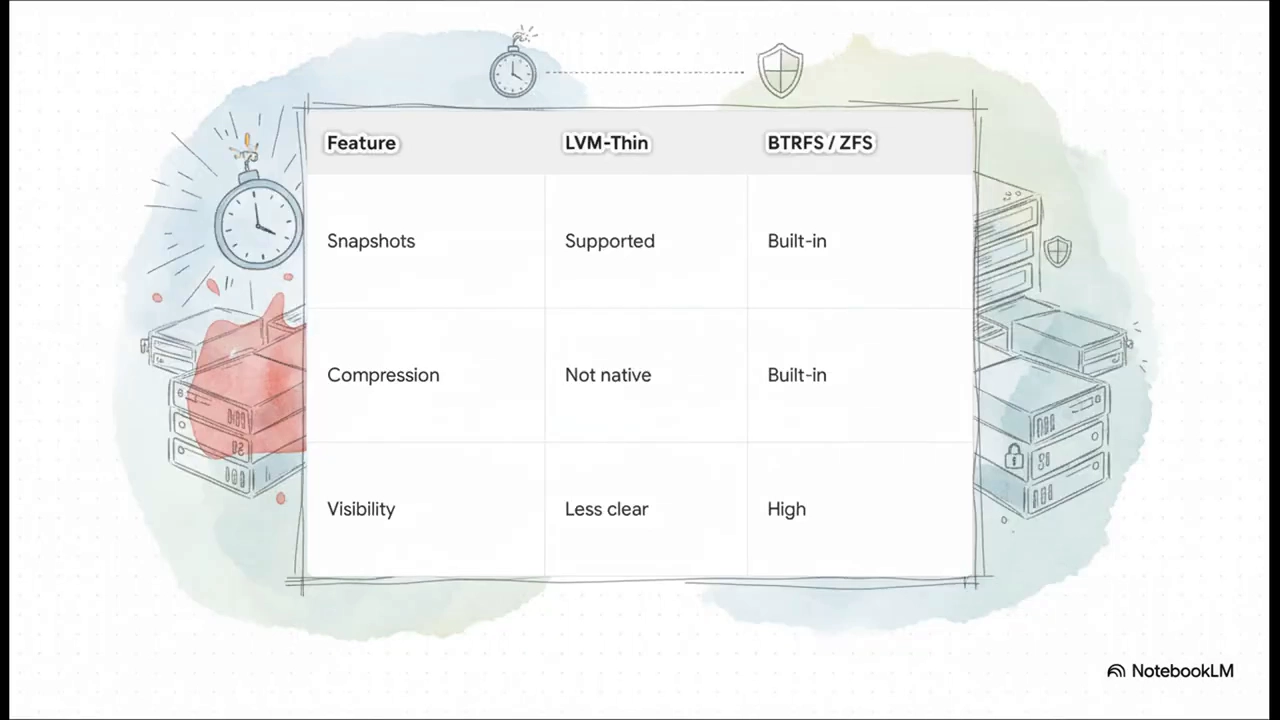 Feature LVM-Thin BTRFS / ZFS
Snapshots Supported Built-in
Compression Not native Built-in
Visibility Less clear High
NotebookLM